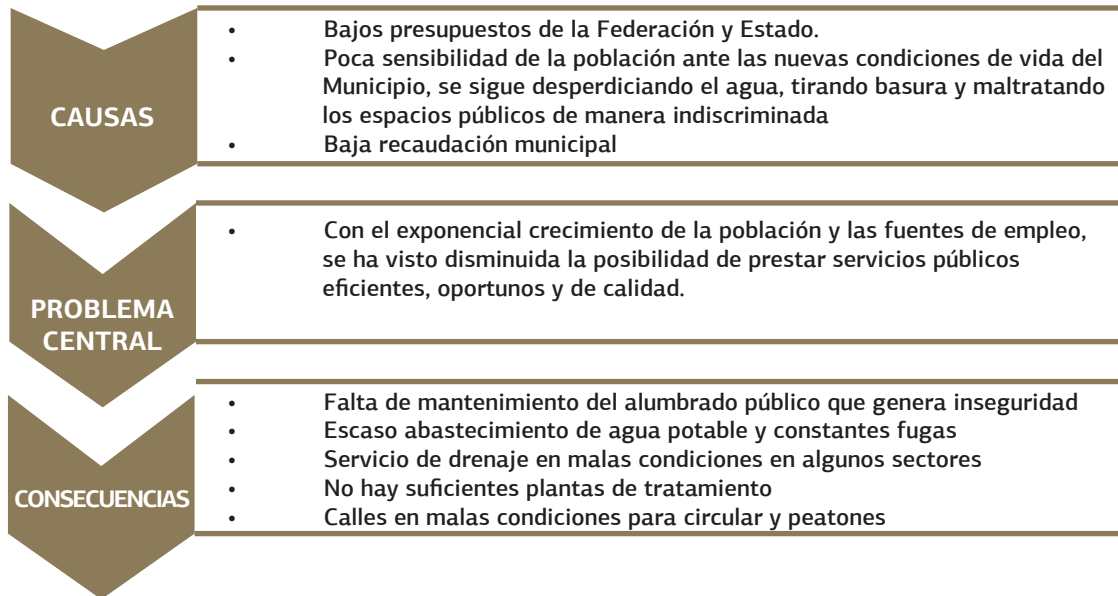 CAUSAS
• Bajos presupuestos de la Federación y Estado.
• Poca sensibilidad de la población ante las nuevas condiciones de vida del
Municipio, se sigue desperdiciando el agua, tirando basura y maltratando
los espacios públicos de manera indiscriminada
• Baja recaudación municipal
PROBLEMA
CENTRAL
• Con el exponencial crecimiento de la población y las fuentes de empleo,
se ha visto disminuida la posibilidad de prestar servicios públicos
eficientes, oportunos y de calidad.
CONSECUENCIAS
• Falta de mantenimiento del alumbrado público que genera inseguridad
• Escaso abastecimiento de agua potable y constantes fugas
• Servicio de drenaje en malas condiciones en algunos sectores
• No hay suficientes plantas de tratamiento
• Calles en malas condiciones para circular y peatones